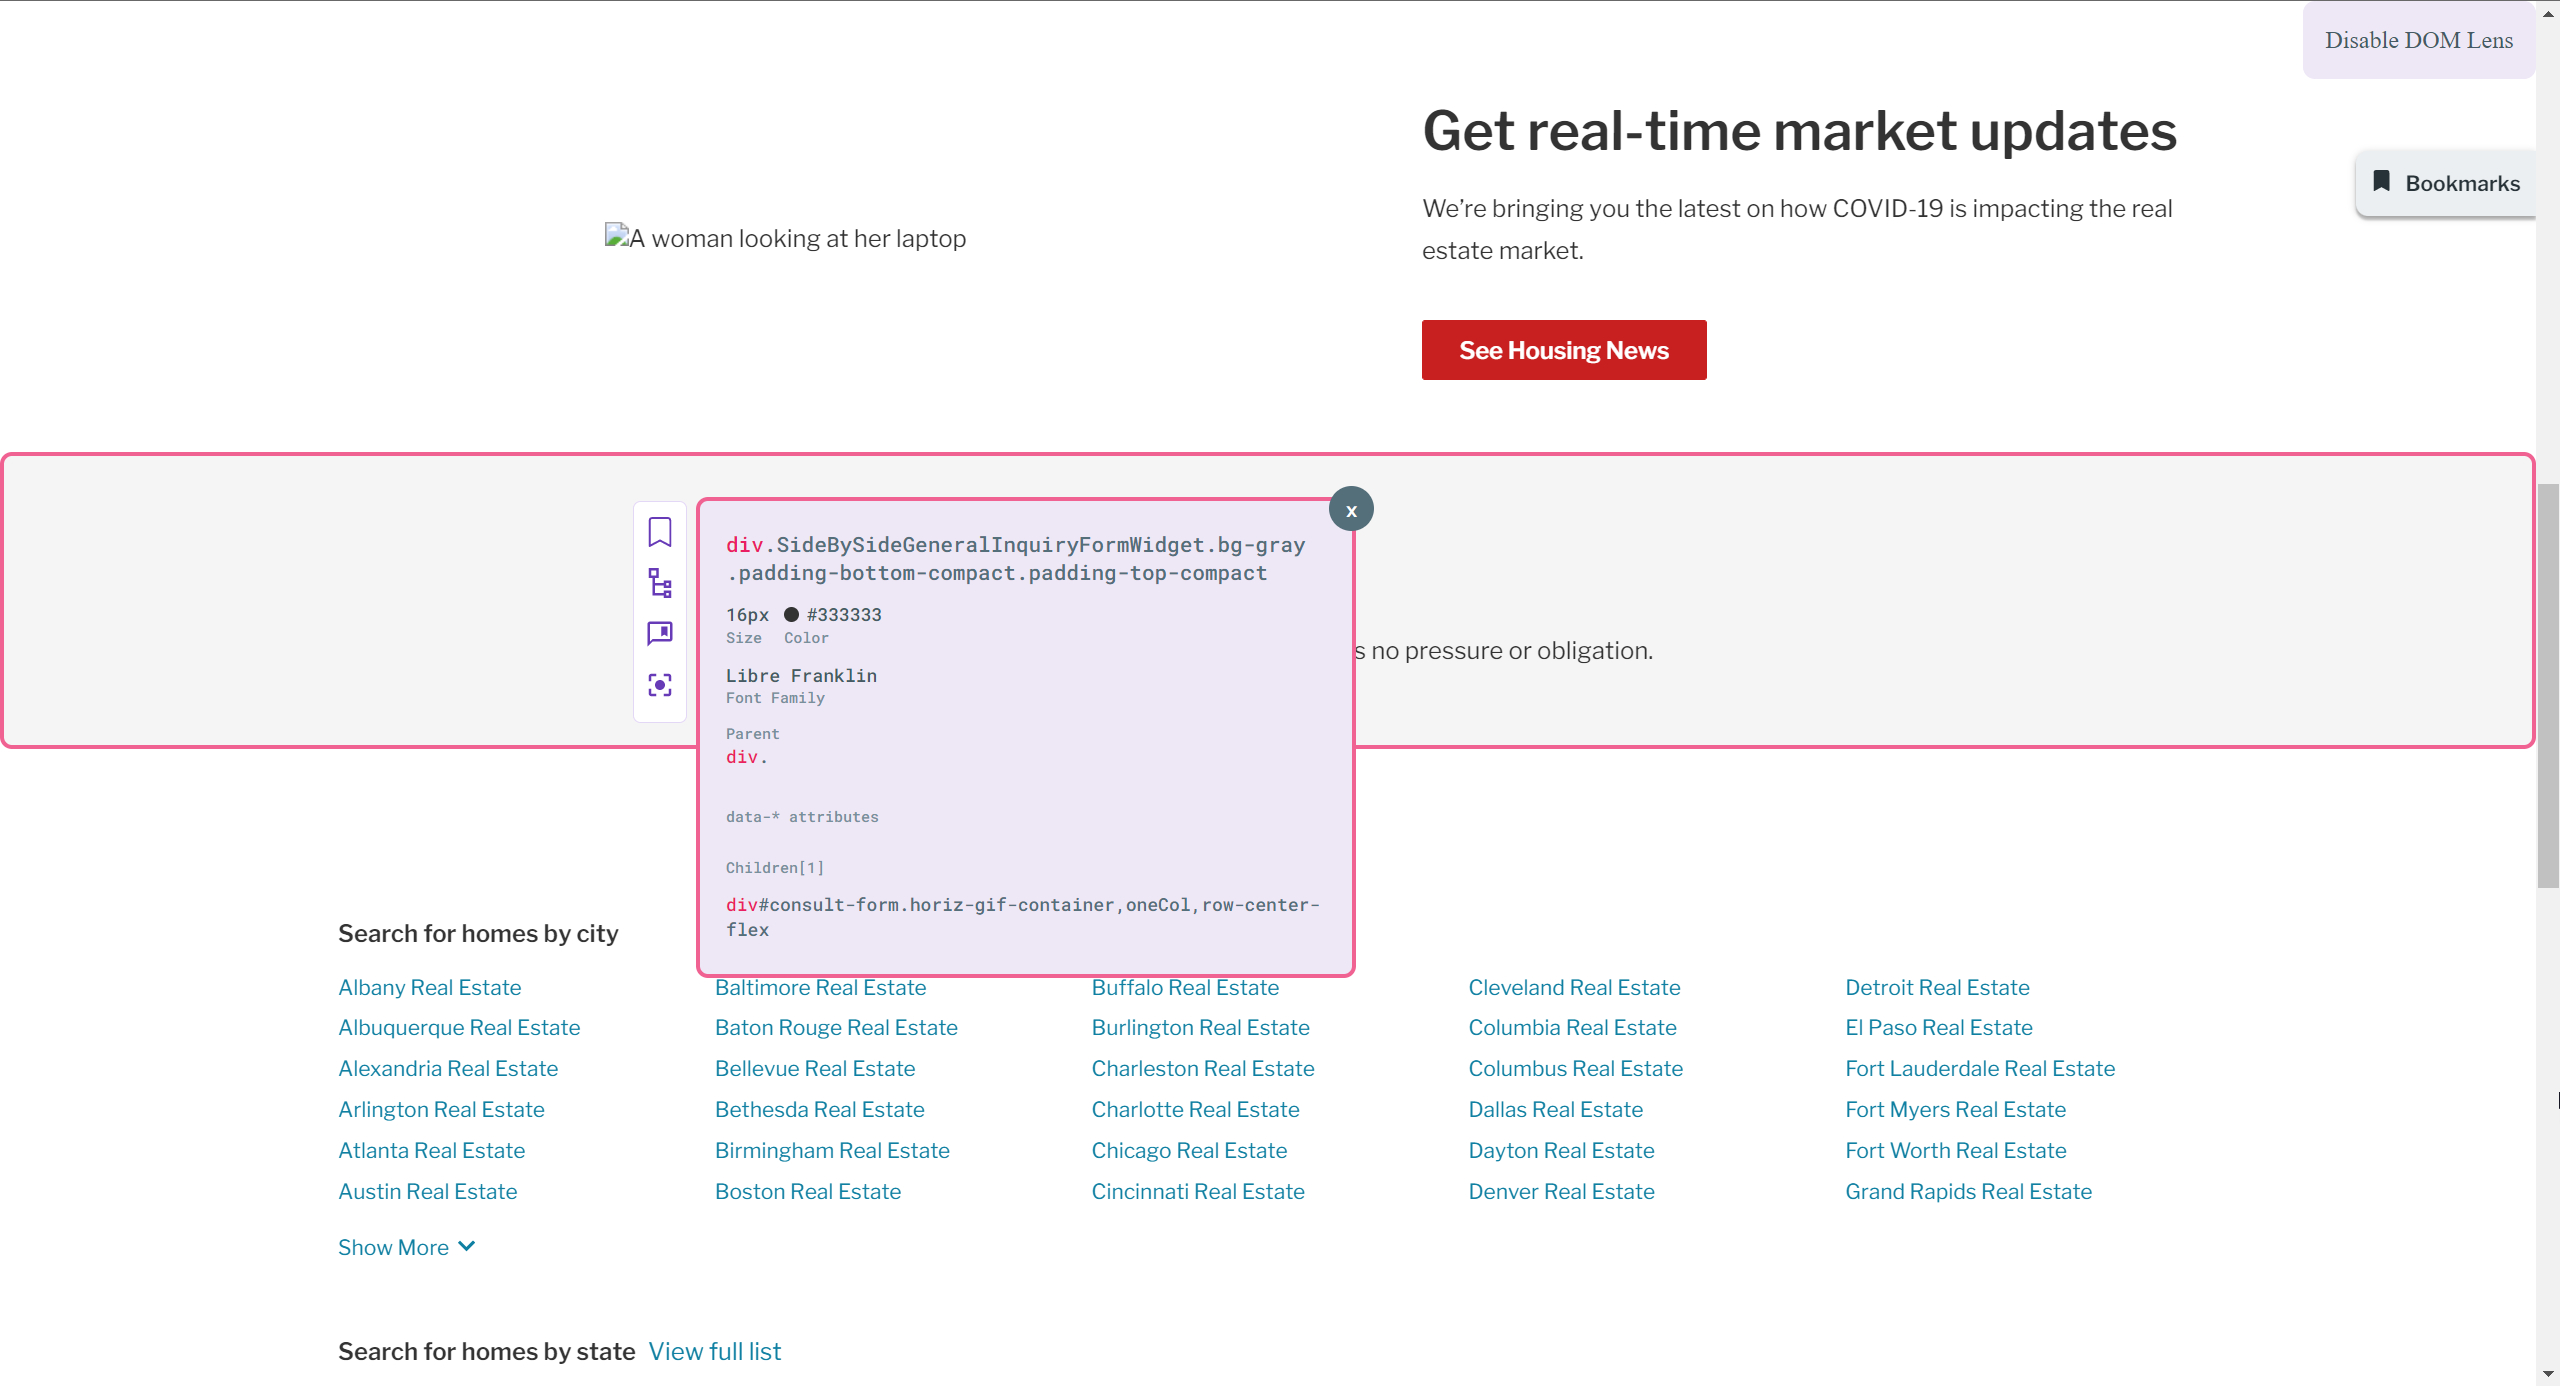 Disable DOM Lens
Get real-time market updates
Bookmarks
We’re bringing you the latest on how COVID-19 is impacting the real
estate market.
A woman looking at her laptop
See Housing News
x
div.SideBySideGeneralInquiryFormWidget.bg-gray
.padding-bottom-compact.padding-top-compact
16px #333333
Size Color
s no pressure or obligation.
Libre Franklin
Font Family
Parent
div.
data-* attributes
Children[1]
div#consult-form.horiz-gif-container,oneCol,row-center-
flex
Search for homes by city
Albany Real Estate Baltimore Real Estate Buffalo Real Estate Cleveland Real Estate Detroit Real Estate
Albuquerque Real Estate Baton Rouge Real Estate Burlington Real Estate Columbia Real Estate El Paso Real Estate
Alexandria Real Estate Bellevue Real Estate Charleston Real Estate Columbus Real Estate Fort Lauderdale Real Estate
Arlington Real Estate Bethesda Real Estate Charlotte Real Estate Dallas Real Estate Fort Myers Real Estate
Atlanta Real Estate Birmingham Real Estate Chicago Real Estate Dayton Real Estate Fort Worth Real Estate
Austin Real Estate Boston Real Estate Cincinnati Real Estate Denver Real Estate Grand Rapids Real Estate
Show More
Search for homes by state View full list